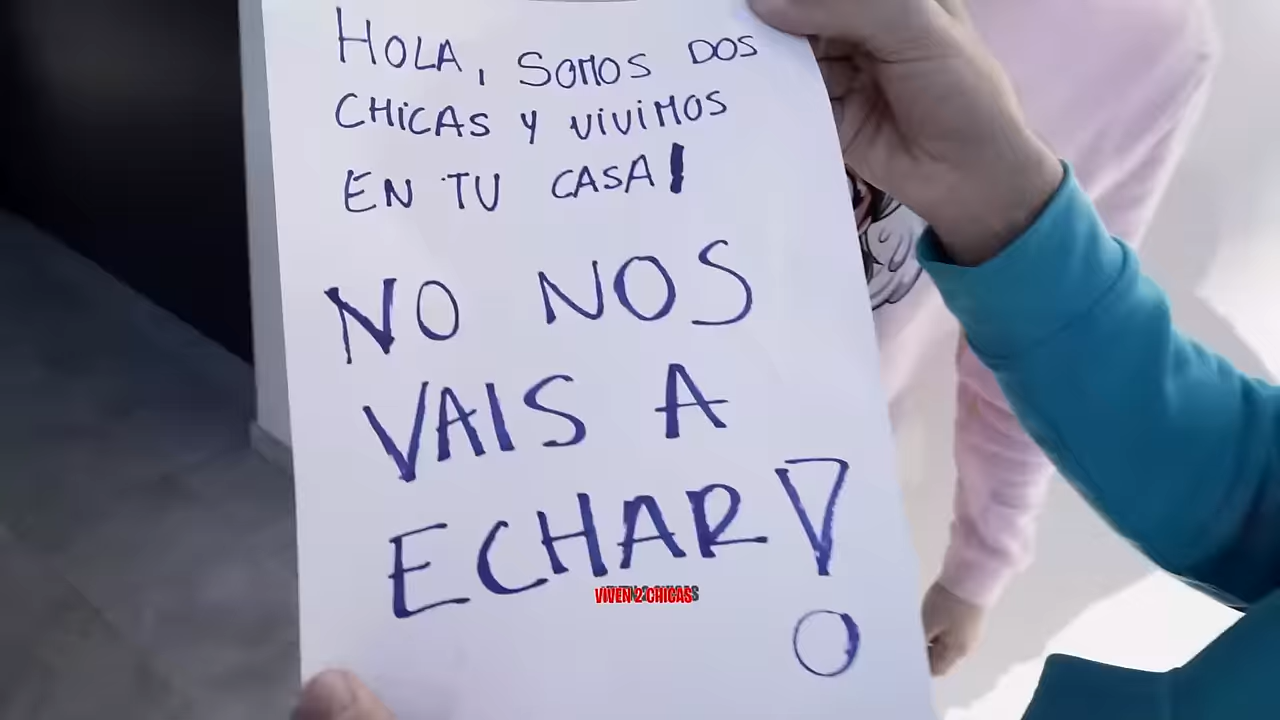 HOLA, SOMOS DOS
CHiCAS Y ViViMOS
EN TU CASA!
NO NOS
VAIS A
ECHAR!
VIVEN 2 CHICAS